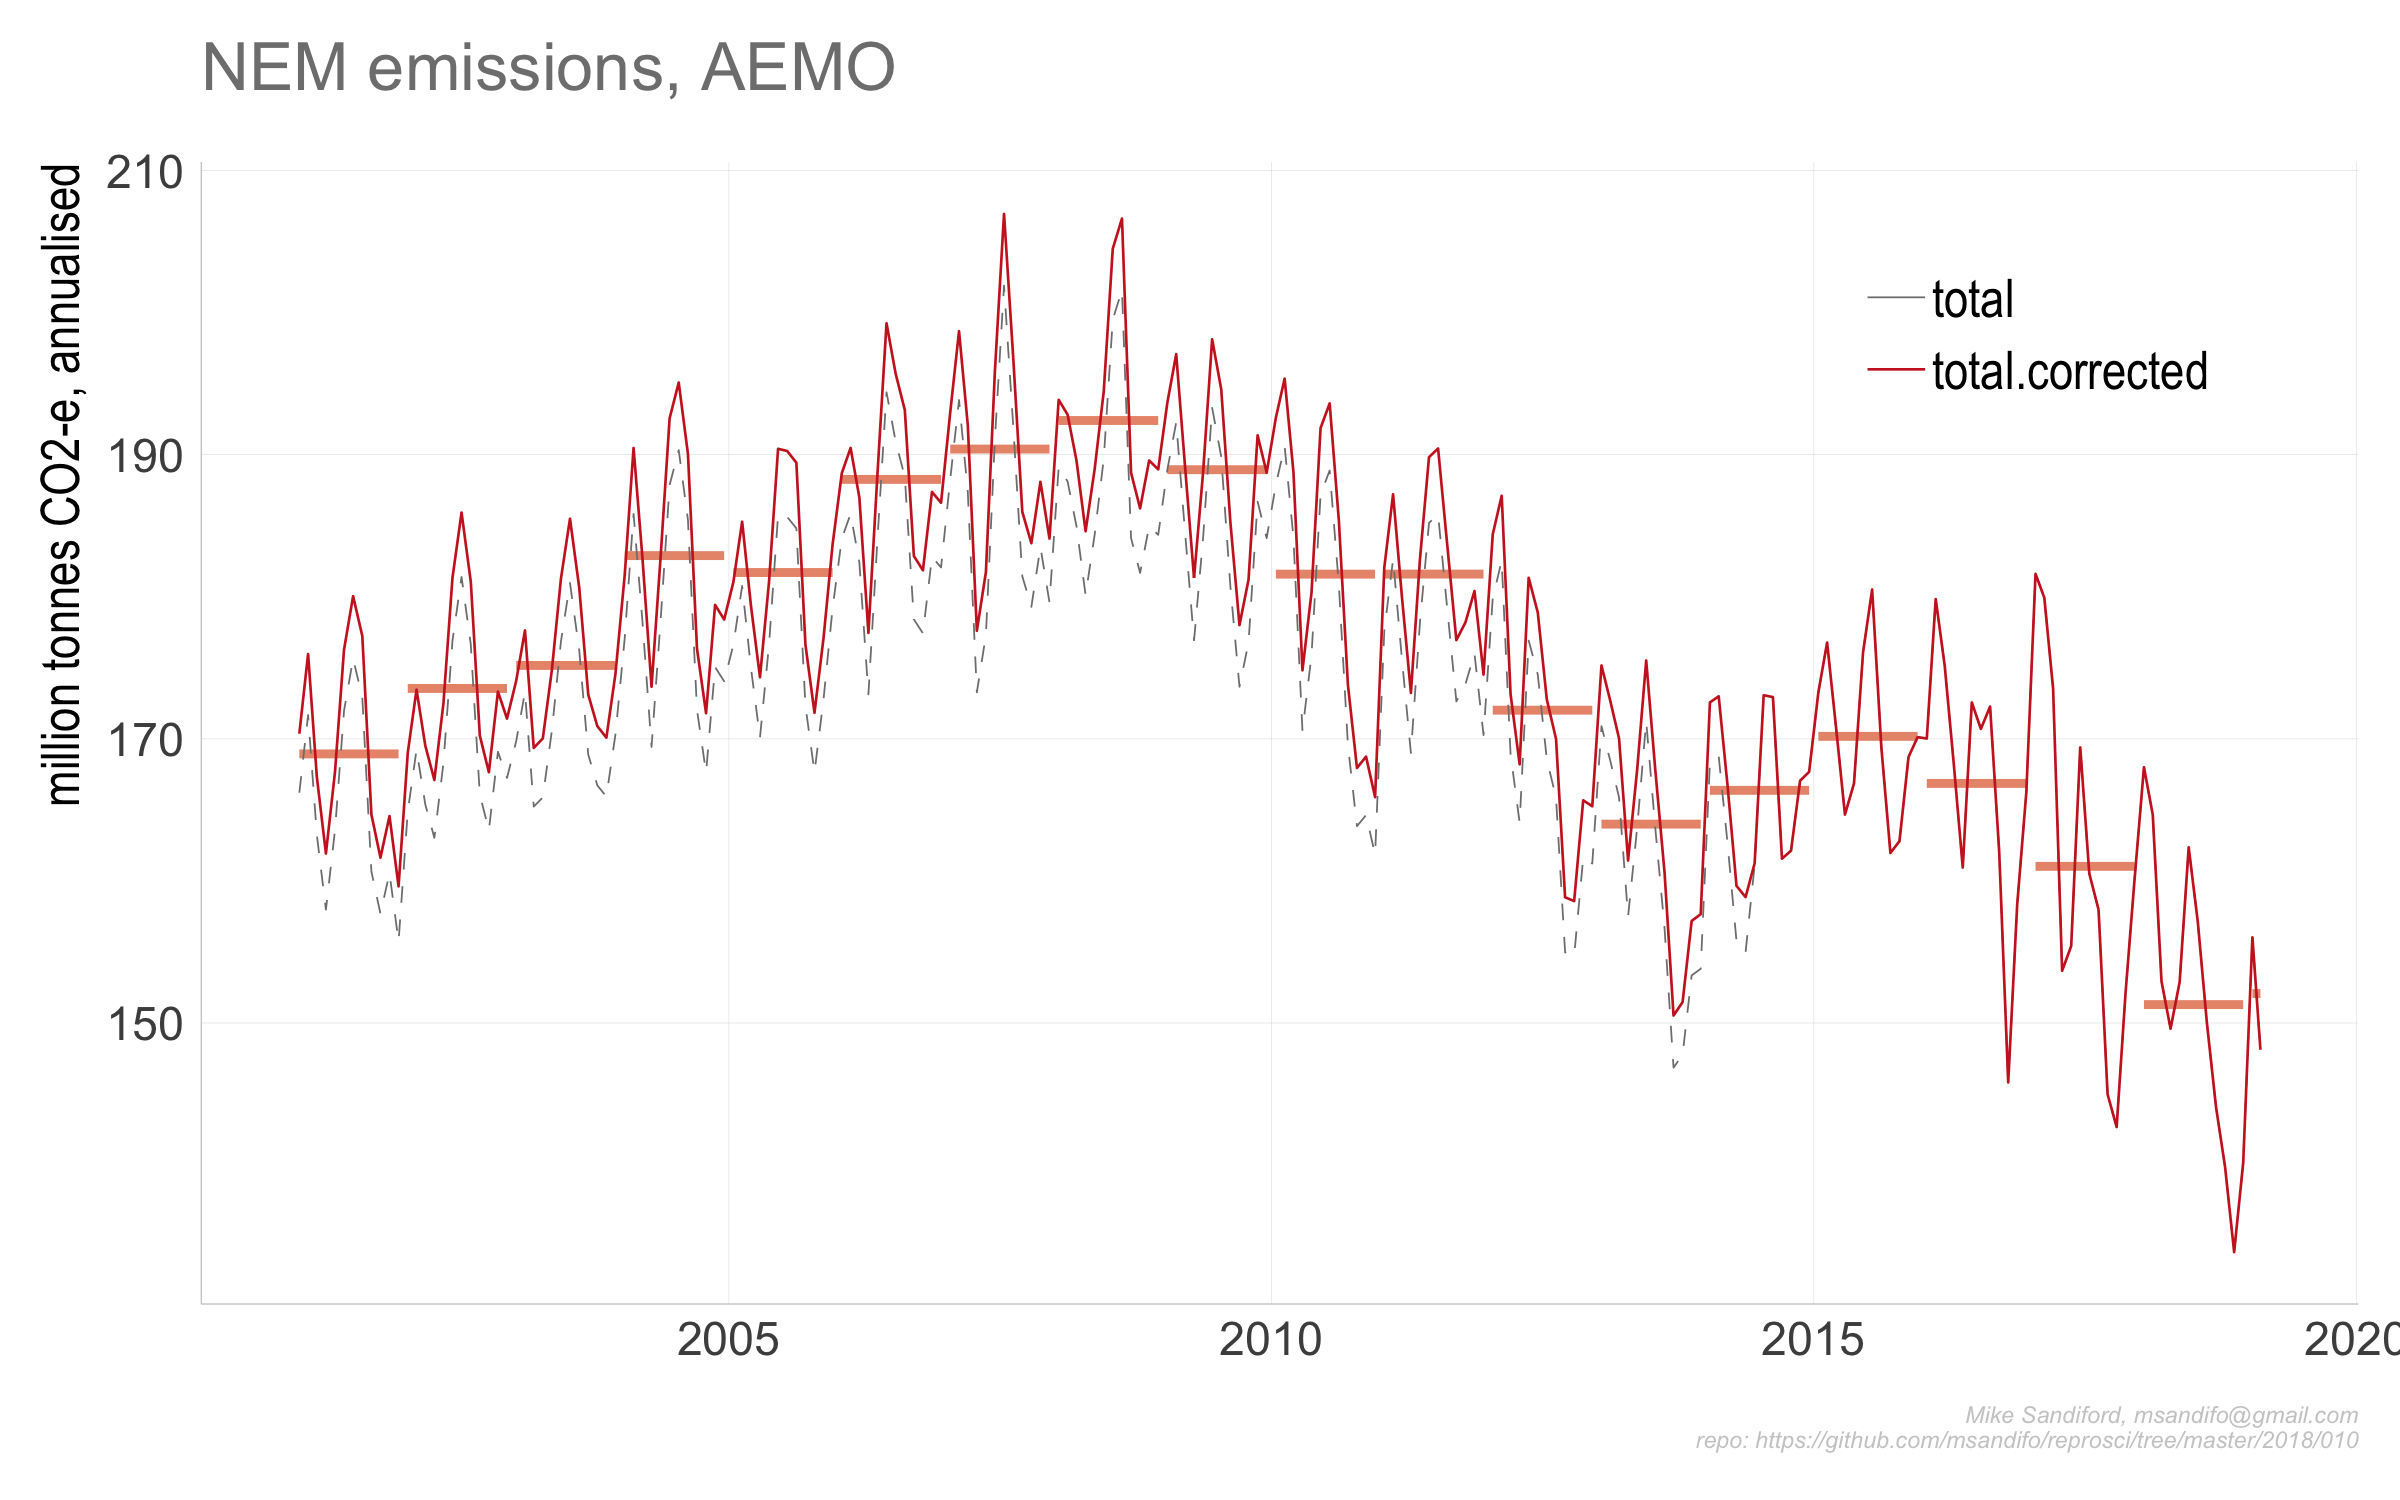 NEM emissions, AEMO
million tonnes CO2-e, annualised
210
190
170
150
total
total.corrected
2005
2010
2015
2020
Mike Sandiford, msandifo@gmail.com
repo: https://github.com/msandifo/reprosci/tree/master/2018/010